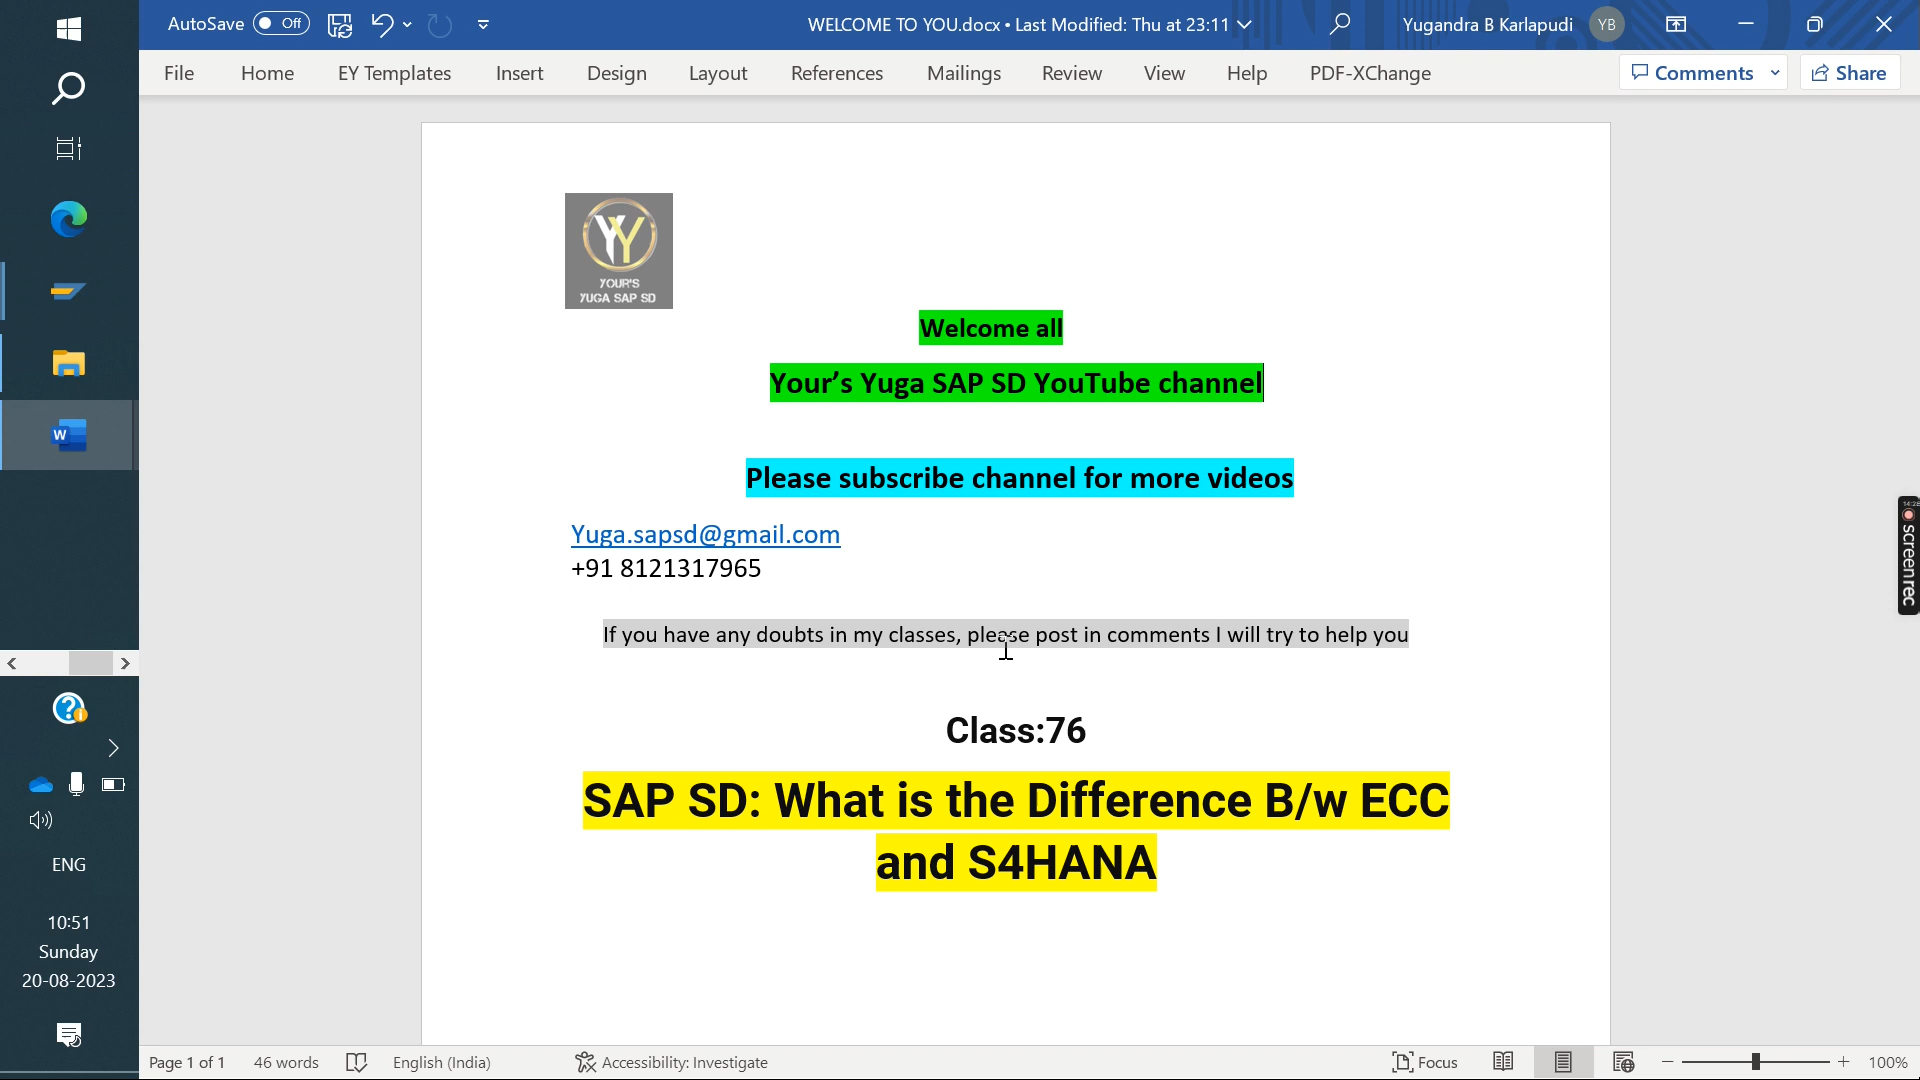 AutoSave Off
WELCOME TO YOU.docx • Last Modified: Thu at 23:11
Yugandra B Karlapudi YB
File Home EY Templates Insert Design Layout References Mailings Review View Help PDF-XChange
Comments Share
YY
YOUR'S
YUGA SAP SD
Welcome all
Your’s Yuga SAP SD YouTube channel
Please subscribe channel for more videos
Yuga.sapsd@gmail.com
+91 8121317965
If you have any doubts in my classes, please post in comments I will try to help you
Class:76
SAP SD: What is the Difference B/w ECC
and S4HANA
W
ENG
10:51
Sunday
20-08-2023
screenrec
Page 1 of 1 46 words English (India) Accessibility: Investigate Focus 100%